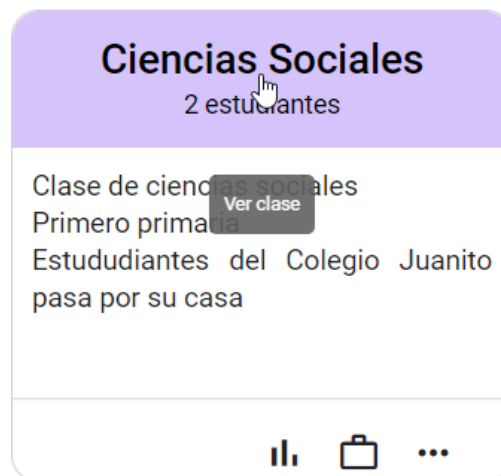 Ciencias Sociales
2 estudiantes
Clase de ciencias sociales
Ver clase
Primero primaria
Estududiantes del Colegio Juanito
pasa por su casa